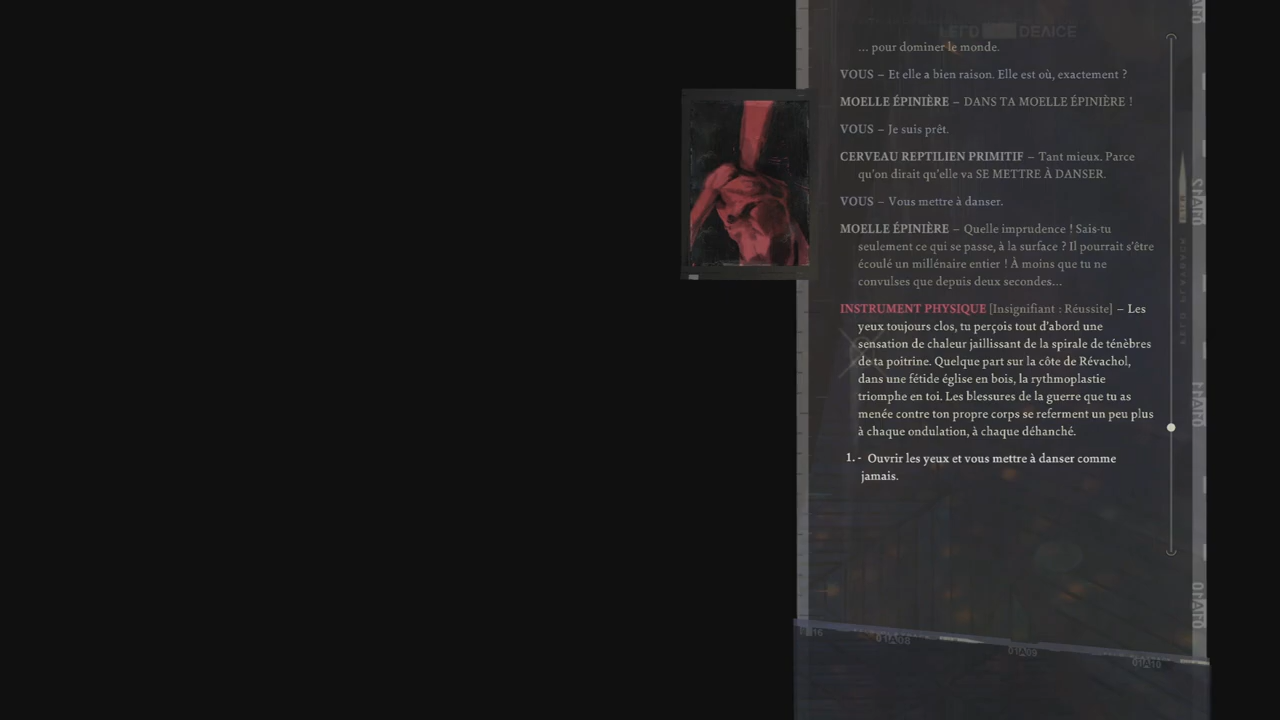 … pour dominer le monde.
VOUS – Et elle a bien raison. Elle est où, exactement ?
MOELLE ÉPINIÈRE – DANS TA MOELLE ÉPINIÈRE !
VOUS – Je suis prêt.
CERVEAU REPTILIEN PRIMITIF – Tant mieux. Parce
qu'on dirait qu'elle va SE METTRE À DANSER.
VOUS – Vous mettre à danser.
MOELLE ÉPINIÈRE – Quelle imprudence ! Sais-tu
seulement ce qui se passe, à la surface ? Il pourrait s'être
écoulé un millénaire entier ! À moins que tu ne
convulses que depuis deux secondes…
INSTRUMENT PHYSIQUE [Insignifiant : Réussite] – Les
yeux toujours clos, tu perçois tout d'abord une
sensation de chaleur jaillissant de la spirale de ténèbres
de ta poitrine. Quelque part sur la côte de Révachol,
dans une fétide église en bois, la rythmoplastie
triomphe en toi. Les blessures de la guerre que tu as
menée contre ton propre corps se referment un peu plus
à chaque ondulation, à chaque déhanché.
1. - Ouvrir les yeux et vous mettre à danser comme
jamais.
01A08
01A09
01A10